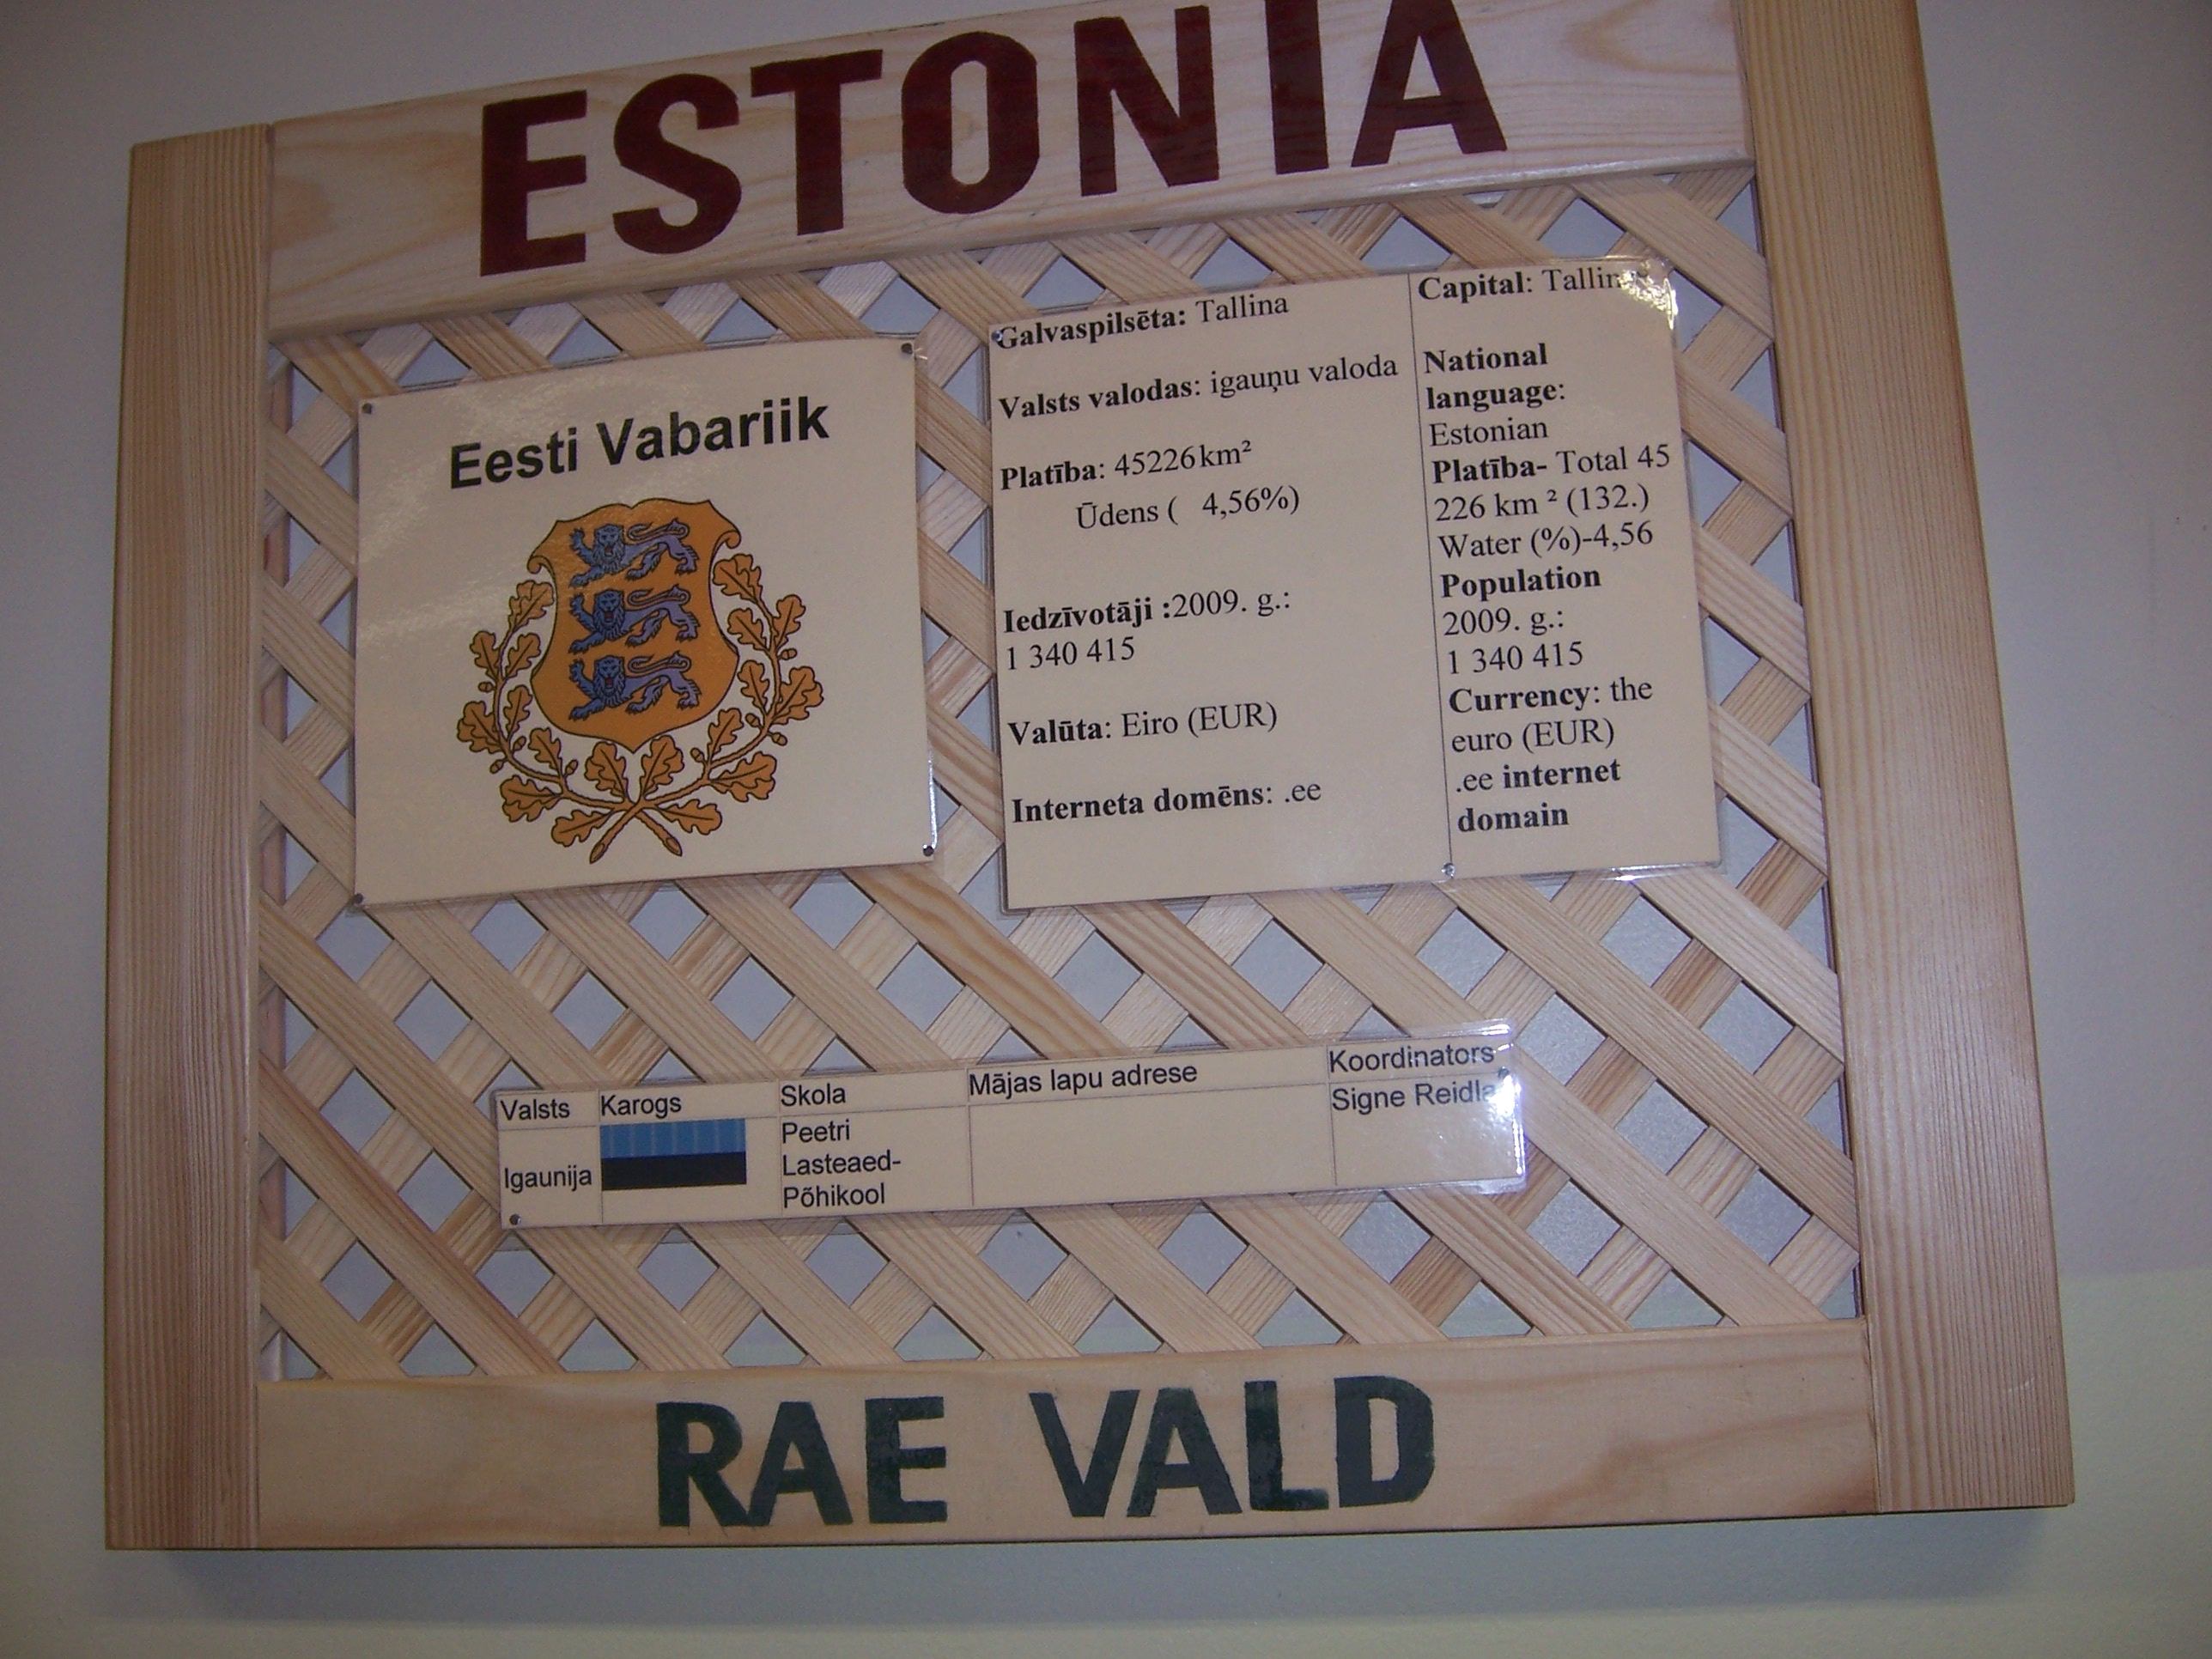 ESTONIA
Eesti Vabariik
Galvaspilsēta: Tallina
Valsts valodas: igauņu valoda
Platība: 45226 km²
Ūdens ( 4,56%)
Iedzīvotāji :2009. g.:
1 340 415
Valūta: Eiro (EUR)
Interneta domēns: .ee
Capital:
National
language:
Estonian
Platība- Total 45
226 km ² (132.)
Water (%)-4,56
Population
2009. g.:
1 340 415
Currency: the
euro (EUR)
.ee internet
domain
Valsts Karogs Skola Mājas lapu adrese Koordinators
Igaunija
Peetri
Lasteaed-
Põhikool
Signe
RAE VALD